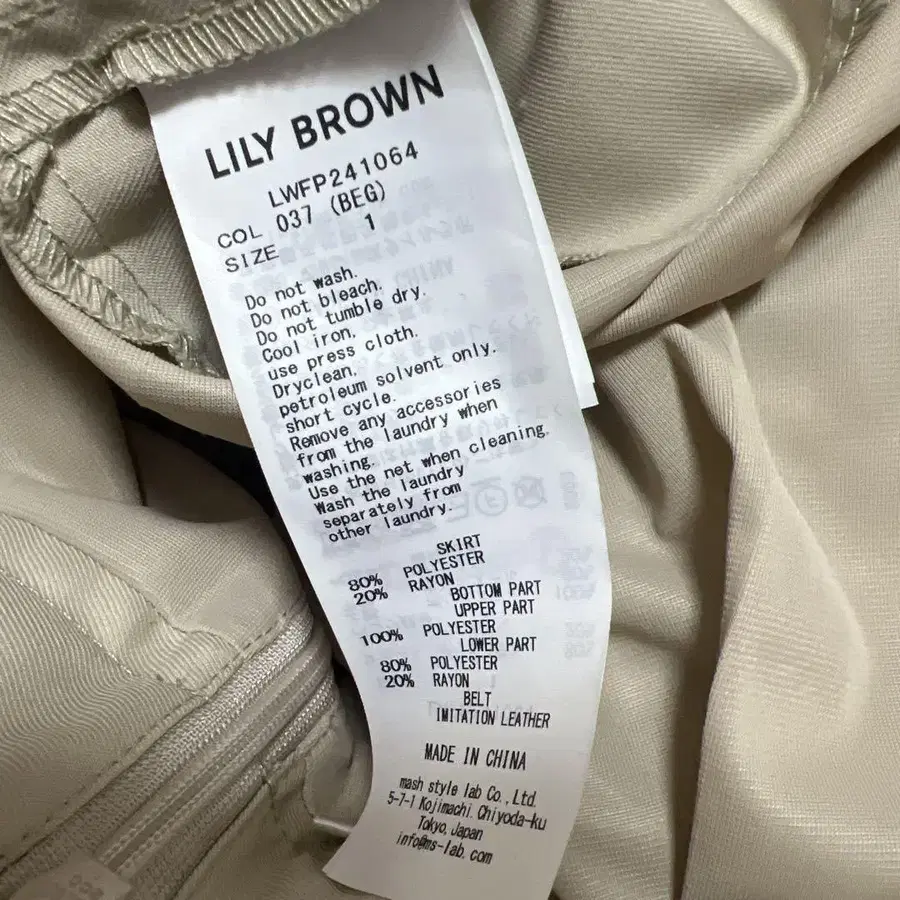 LILY BROWN
LWFP241064
COL 037 (BEG)
SIZE 1
Do not wash.
Do not bleach.
Do not tumble dry.
Cool iron.
use press cloth.
Dryclean.
petroleum solvent only.
short cycle.
Remove any accessories
from the laundry when
washing.
Use the net when cleaning.
Wash the laundry
separately from
other laundry.
SKIRT
80% POLYESTER
20% RAYON
BOTTOM PART
UPPER PART
100% POLYESTER
LOWER PART
80% POLYESTER
20% RAYON
BELT
IMITATION LEATHER
MADE IN CHINA
mash style lab Co., Ltd.
5-7-1 Kojimachi. Chiyoda-ku
Tokyo, Japan
info@ms-lab.com